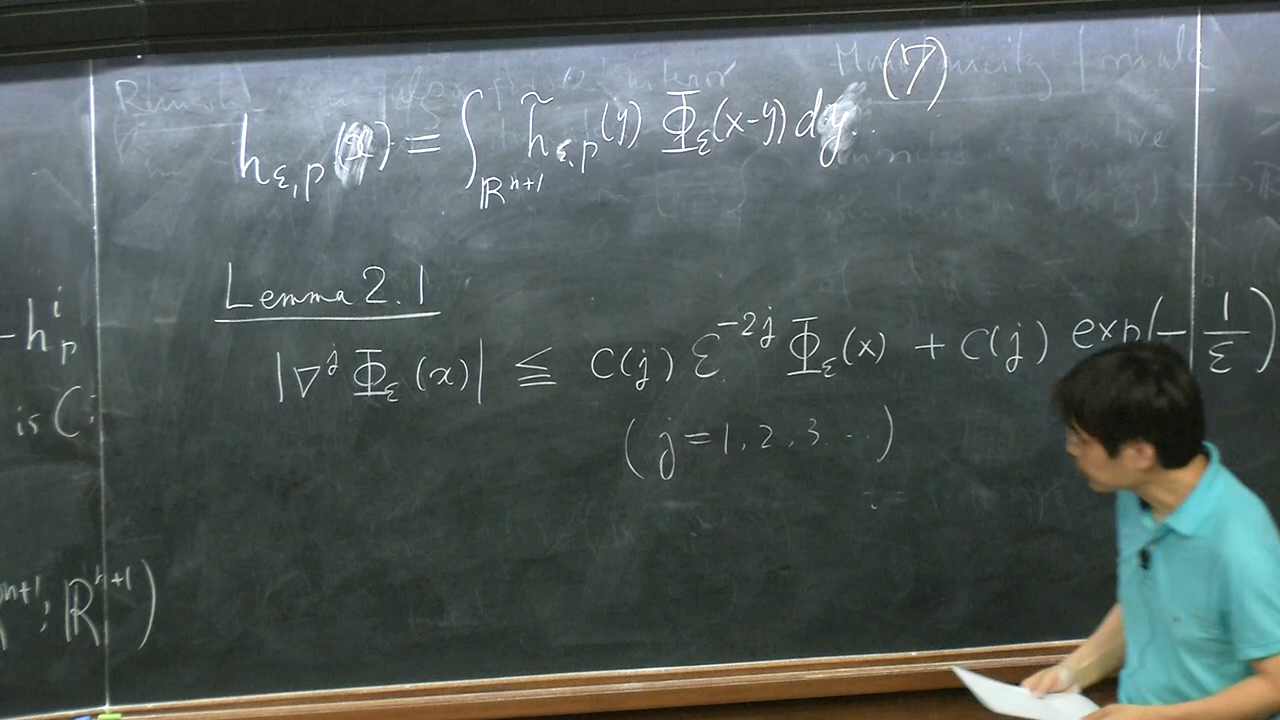 h_{ε,p}(x) = ∫_{ℝ^{n+1}} h̃_{ε,p}(y) Φ_ε(x-y) dy. (7)
Lemma 2.1
|∇^j Φ_ε(x)| ≦ C(j) ε^{-2j} Φ_ε(x) + C(j) exp(-1/ε)
(j=1,2,3...)
-h_p^i
is C
^{n+1}; ℝ^{n+1})